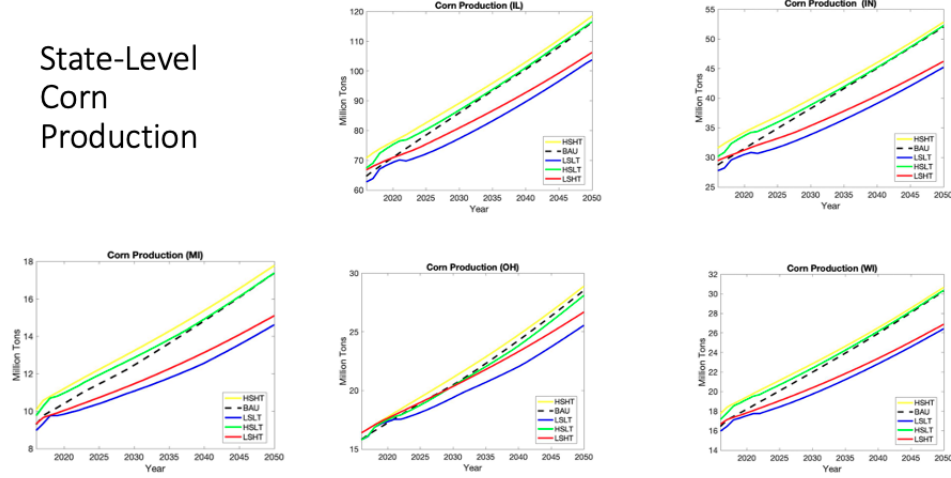 State-Level
Corn
Production
Corn Production (IL)
Million Tons
120
110
100
90
80
70
60
2020 2025 2030 2035 2040 2045 2050
Year
HSHT
BAU
LSLT
HSLT
LSHT
Corn Production (IN)
Million Tons
55
50
45
40
35
30
25
2020 2025 2030 2035 2040 2045 2050
Year
HSHT
BAU
LSLT
HSLT
LSHT
Corn Production (MI)
Million Tons
18
16
14
12
10
8
2020 2025 2030 2035 2040 2045 2050
Year
HSHT
BAU
LSLT
HSLT
LSHT
Corn Production (OH)
Million Tons
30
25
20
15
2020 2025 2030 2035 2040 2045 2050
Year
HSHT
BAU
LSLT
HSLT
LSHT
Corn Production (WI)
Million Tons
32
30
28
26
24
22
20
18
16
14
2020 2025 2030 2035 2040 2045 2050
Year
HSHT
BAU
LSLT
HSLT
LSHT